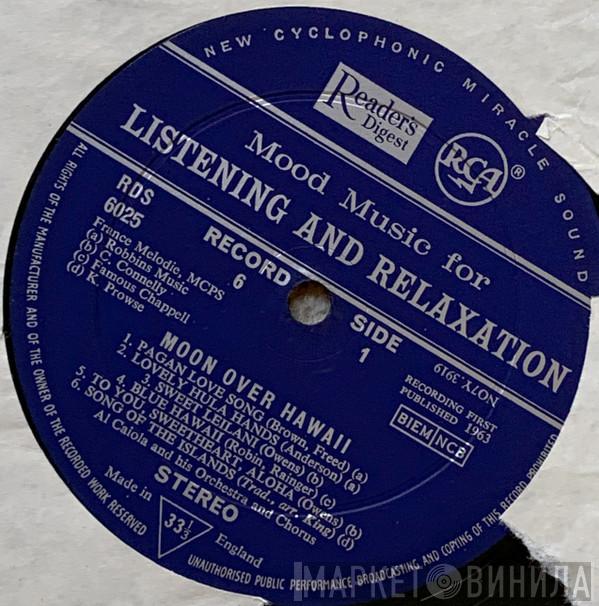 NEW CYCLOPHONIC MIRACLE SOUND
Reader's
Digest
RCA®
Mood Music for
LISTENING AND RELAXATION
RDS
6025
RECORD
6
SIDE
1
France Melodie, MCPS
(a) Robbins Music
(b) C. Connelly
(c) Famous Chappell
(d) K. Prowse
NO7Y.3919
RECORDING FIRST
PUBLISHED 1963
BIEM NCB
MOON OVER HAWAII
1. PAGAN LOVE SONG (Brown, Freed) (a)
2. LOVELY HULA HANDS (Anderson) (a)
3. SWEET LEILANI (Owens) (b)
4. BLUE HAWAII (Robin, Rainger) (c)
5. TO YOU, SWEETHEART, ALOHA (Owens) (b)
6. SONG OF THE ISLANDS (Trad., arr. King) (d)
Al Caiola and his Orchestra and Chorus
STEREO
Made in
33 1/3
England
ALL RIGHTS OF THE MANUFACTURER AND OF THE OWNER OF THE RECORDED WORK RESERVED
UNAUTHORISED PUBLIC PERFORMANCE BROADCASTING AND COPYING OF THIS RECORD PROHIBITED
МАРКЕТ ВИНИЛА